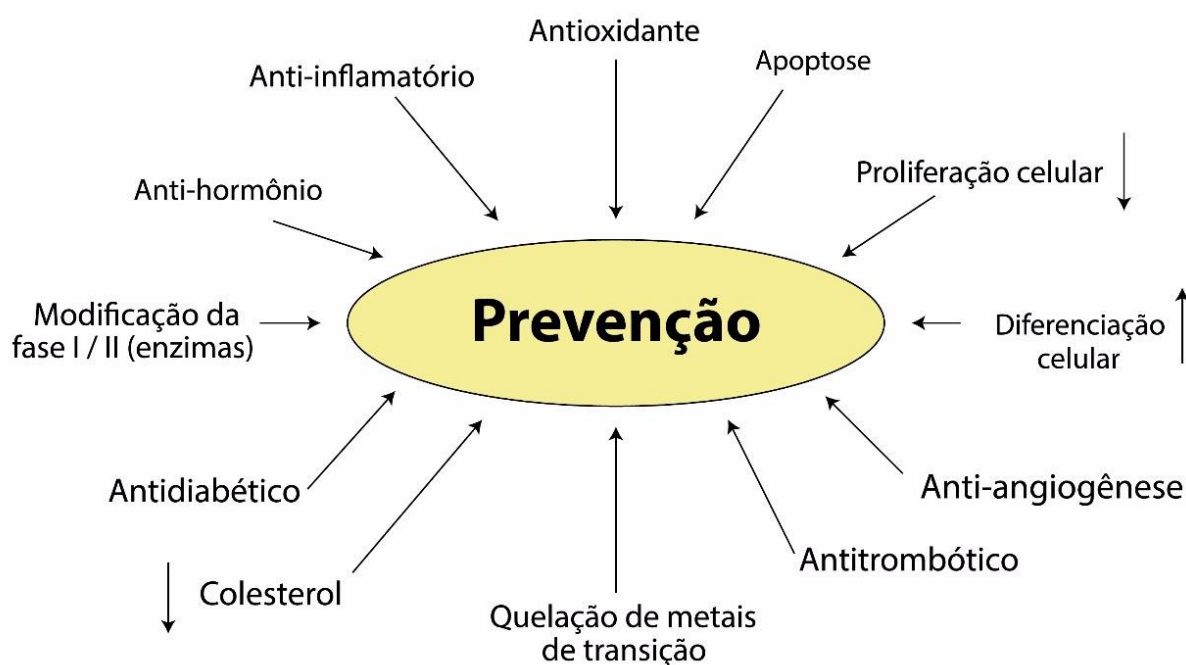 Antioxidante
Apoptose
Anti-inflamatório
Proliferação celular
Anti-hormônio
Prevenção
Modificação da
fase I / II (enzimas)
Diferenciação
celular
Antidiabético
Anti-angiogênese
Colesterol
Antitrombótico
Quelação de metais
de transição